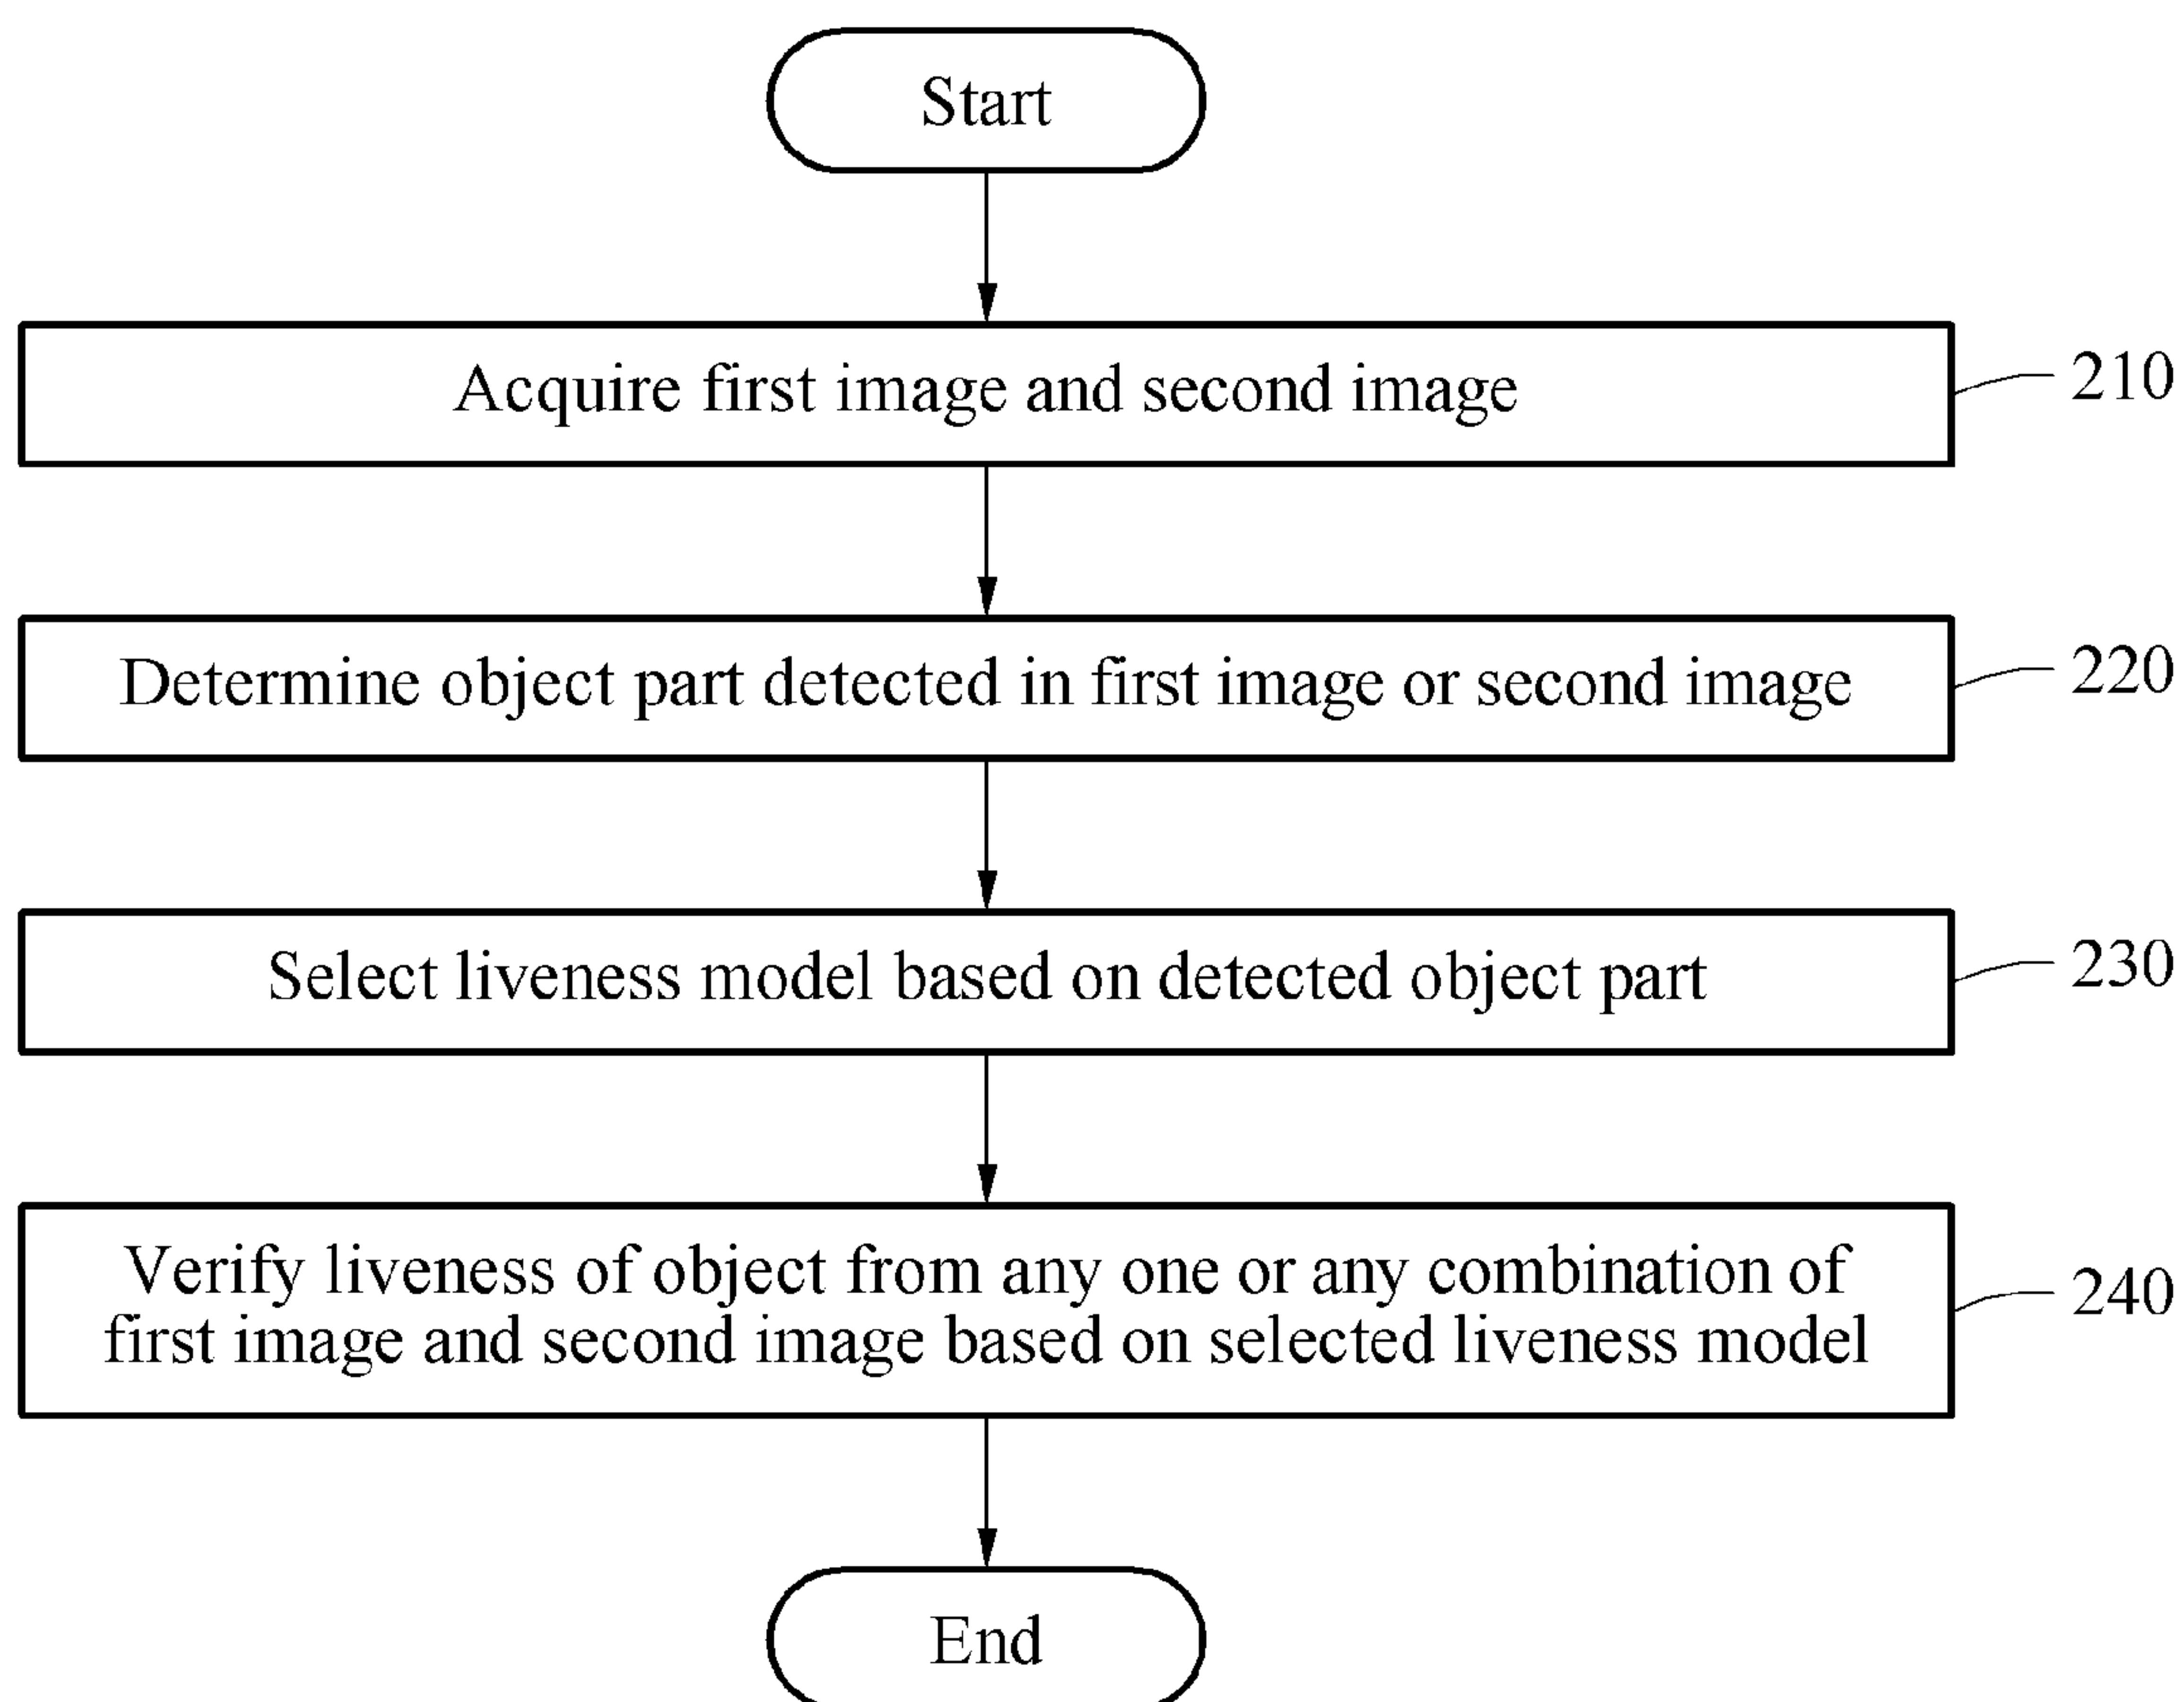 Start
Acquire first image and second image
210
Determine object part detected in first image or second image
220
Select liveness model based on detected object part
230
Verify liveness of object from any one or any combination of
first image and second image based on selected liveness model
240
End